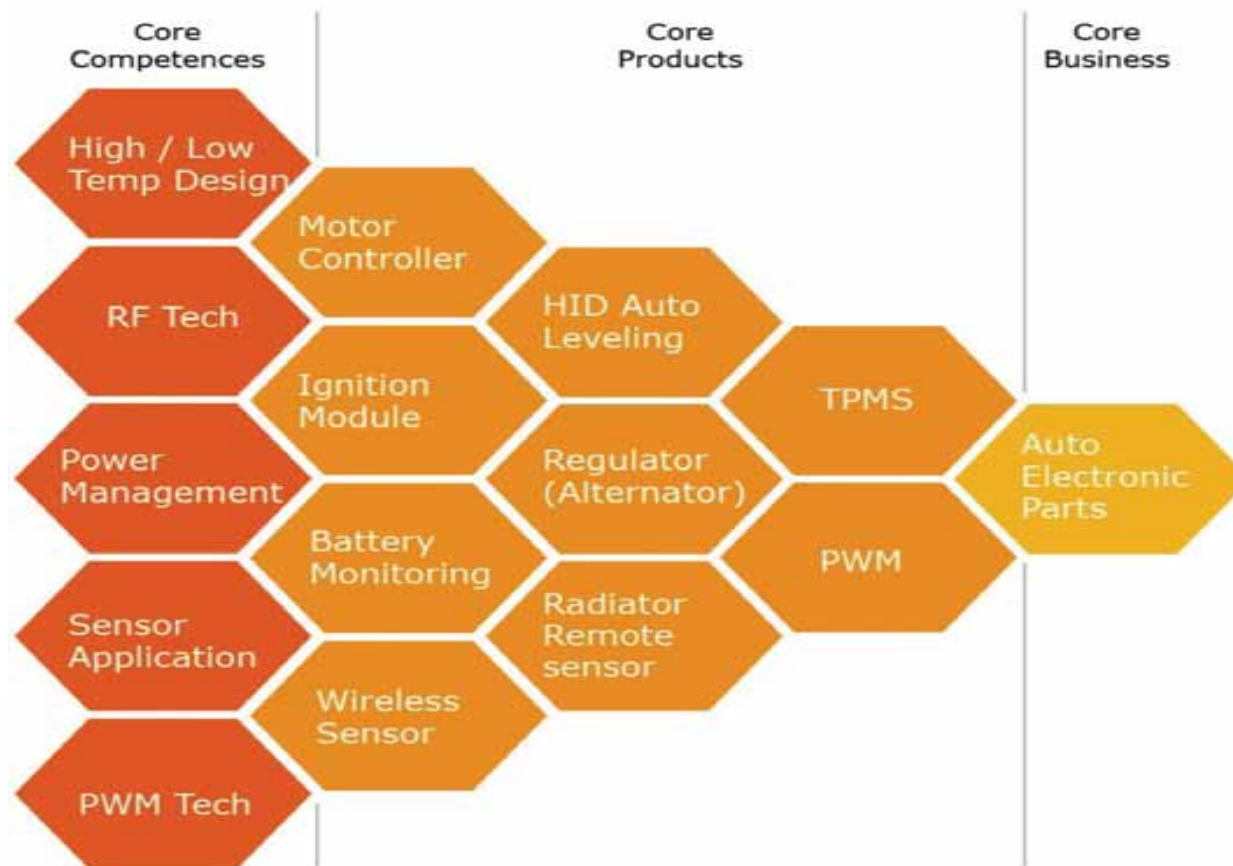 Core
Competences
Core
Products
Core
Business
High / Low
Temp Design
RF Tech
Power
Management
Sensor
Application
PWM Tech
Motor
Controller
Ignition
Module
Battery
Monitoring
Wireless
Sensor
HID Auto
Leveling
Regulator
(Alternator)
Radiator
Remote
sensor
TPMS
PWM
Auto
Electronic
Parts